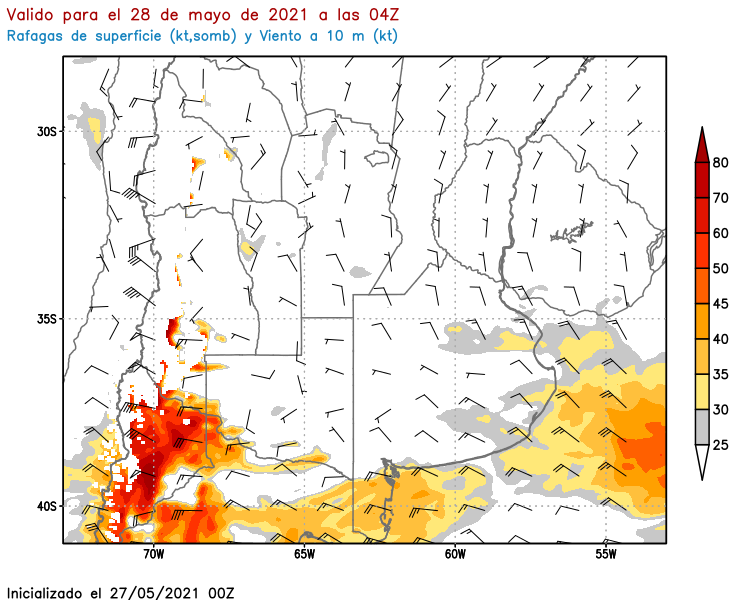 Valido para el 28 de mayo de 2021 a las 04Z
Rafagas de superficie (kt,somb) y Viento a 10 m (kt)
30S
35S
40S
70W
65W
60W
55W
80
70
60
50
45
40
35
30
25
Inicializado el 27/05/2021 00Z